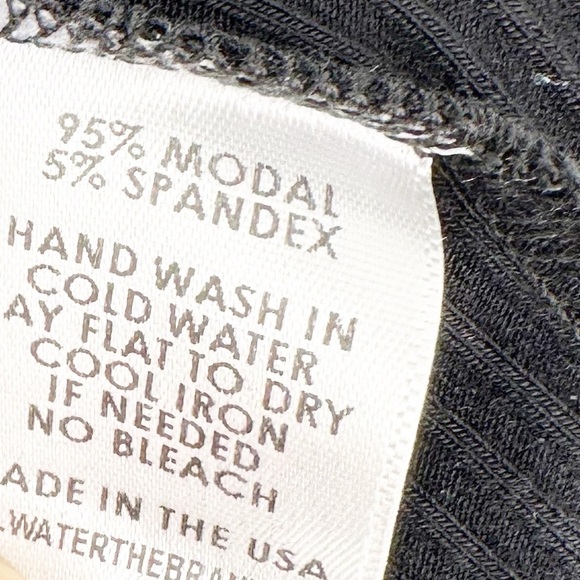 95% MODAL
5% SPANDEX
HAND WASH IN
COLD WATER
AY FLAT TO DRY
COOL IRON
IF NEEDED
NO BLEACH
ADE IN THE USA
.WATERTHEBRAN